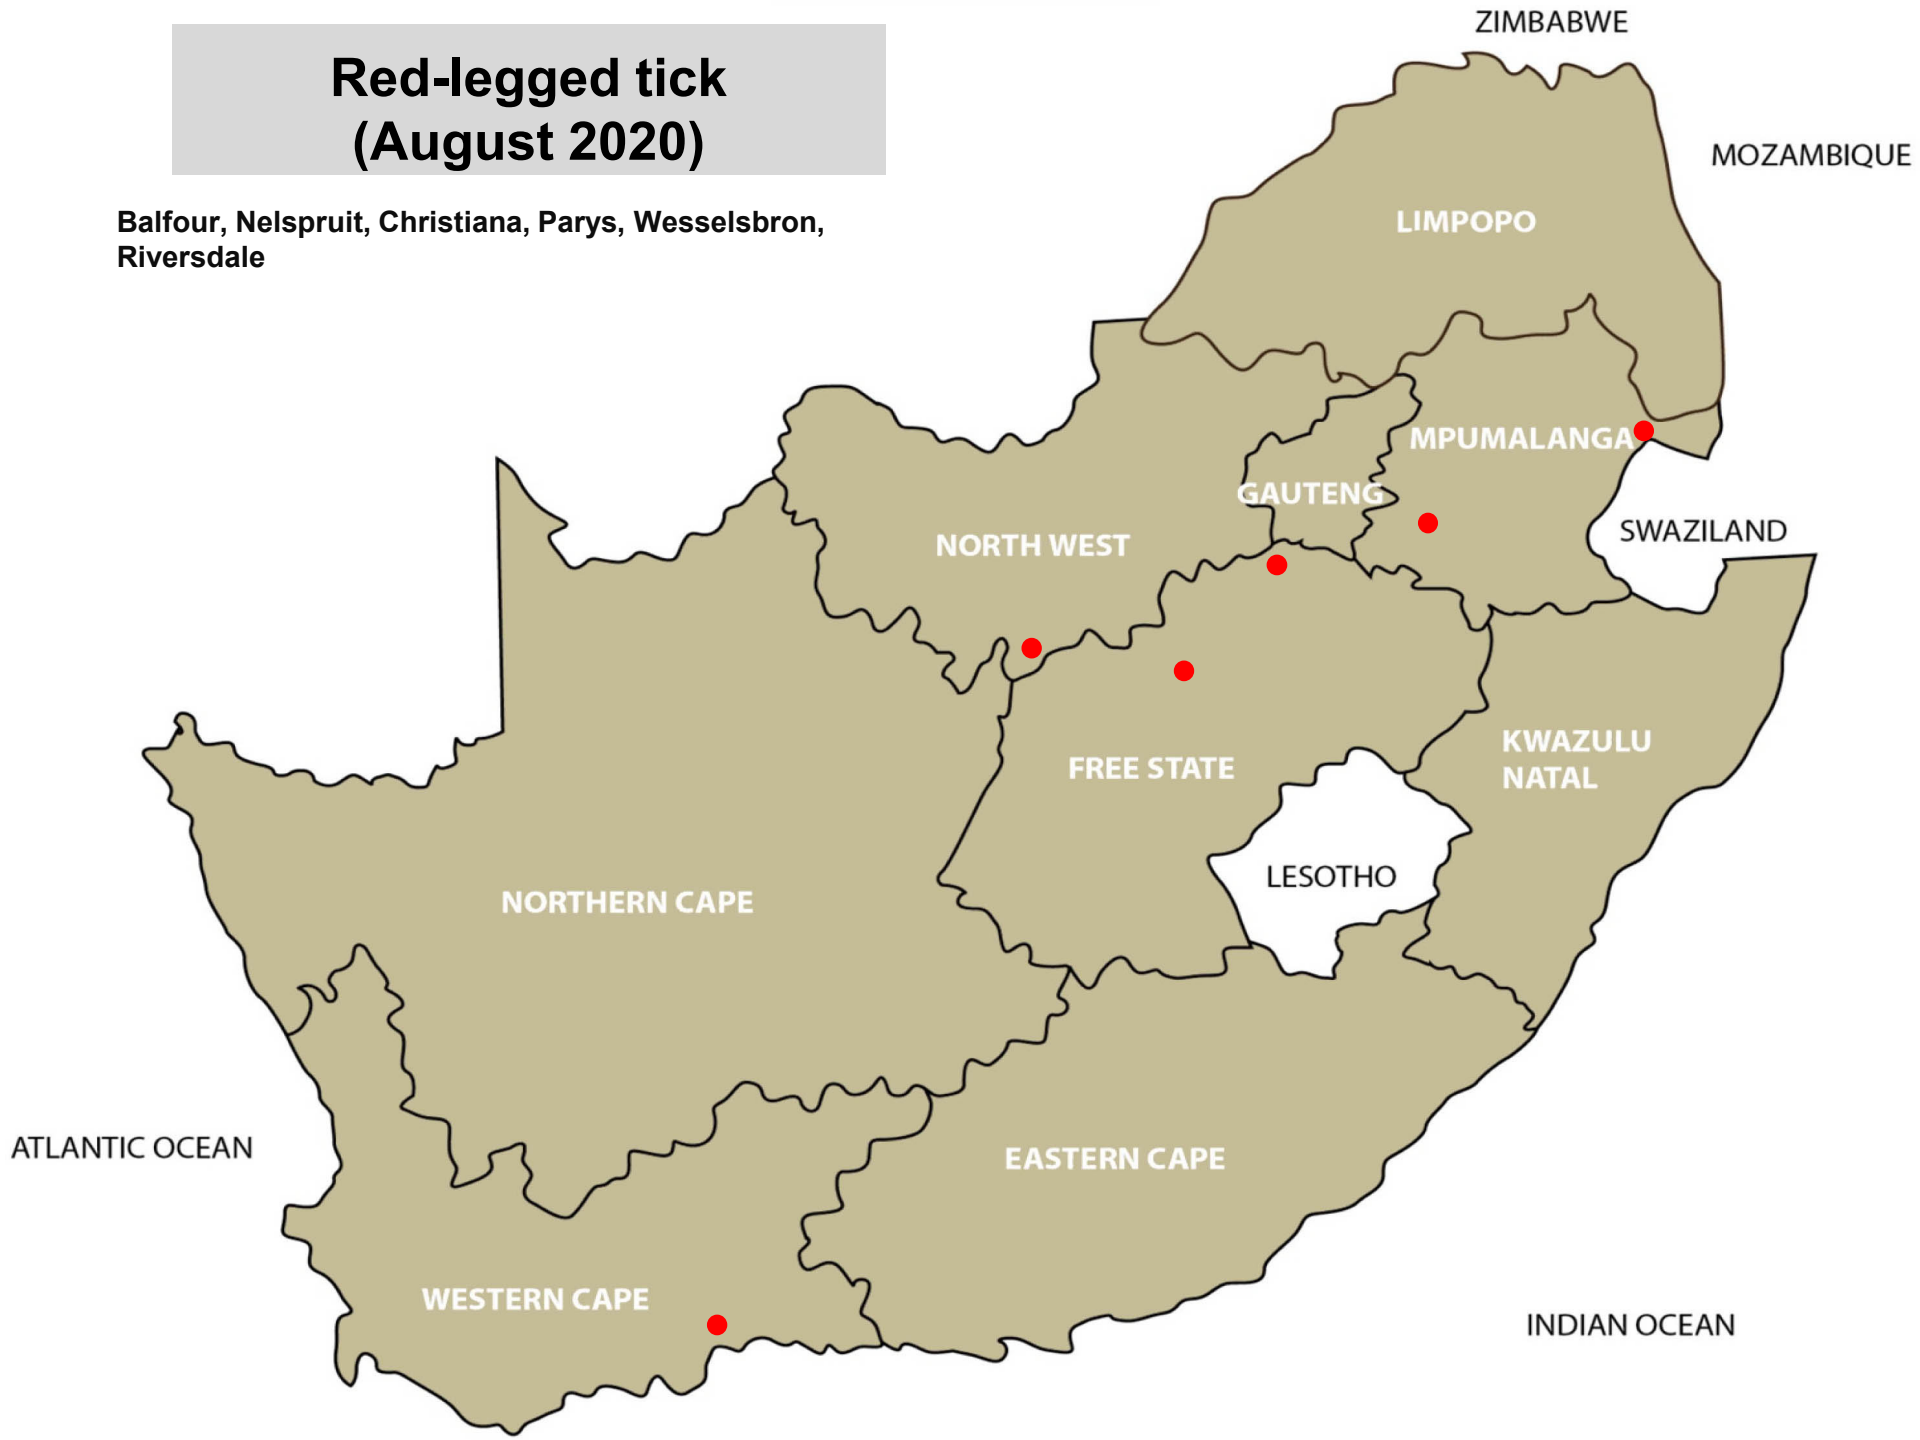 Red-legged tick
(August 2020)
Balfour, Nelspruit, Christiana, Parys, Wesselsbron,
Riversdale
ZIMBABWE
MOZAMBIQUE
LIMPOPO
MPUMALANGA
GAUTENG
NORTH WEST
SWAZILAND
KWAZULU
NATAL
FREE STATE
LESOTHO
NORTHERN CAPE
ATLANTIC OCEAN
EASTERN CAPE
WESTERN CAPE
INDIAN OCEAN